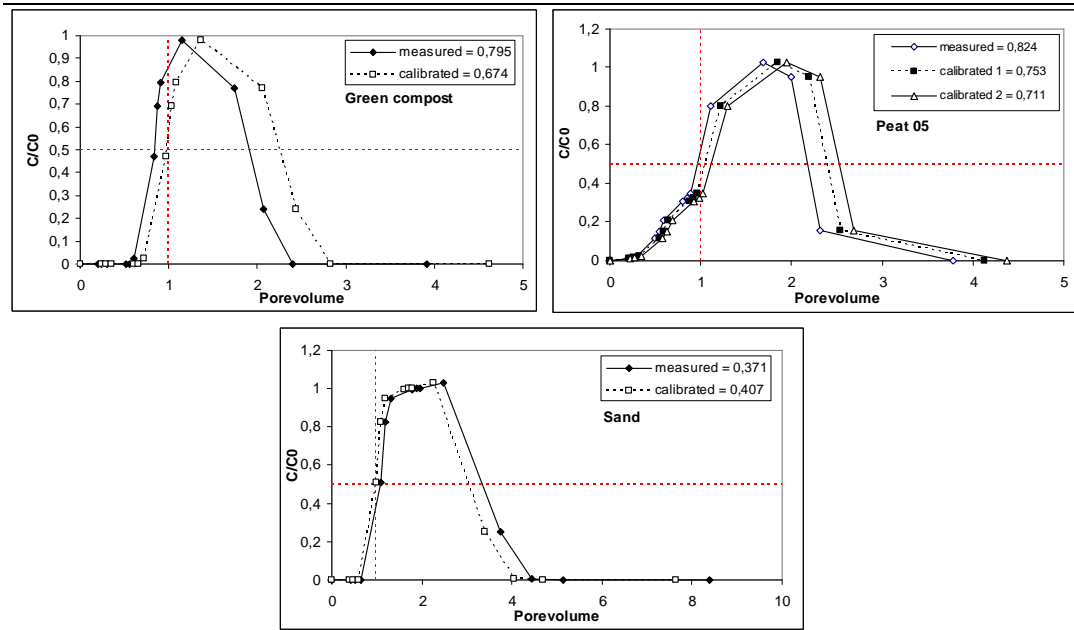 1
0,9
0,8
0,7
0,6
0,5
0,4
0,3
0,2
0,1
0
C/C0
0 1 2 3 4 5
Porevolume
measured = 0,795
calibrated = 0,674
Green compost
1,2
1
0,8
0,6
0,4
0,2
0
C/C0
0 1 2 3 4 5
Porevolume
measured = 0,824
calibrated 1 = 0,753
calibrated 2 = 0,711
Peat 05
1,2
1
0,8
0,6
0,4
0,2
0
C/C0
0 2 4 6 8 10
Porevolume
measured = 0,371
calibrated = 0,407
Sand